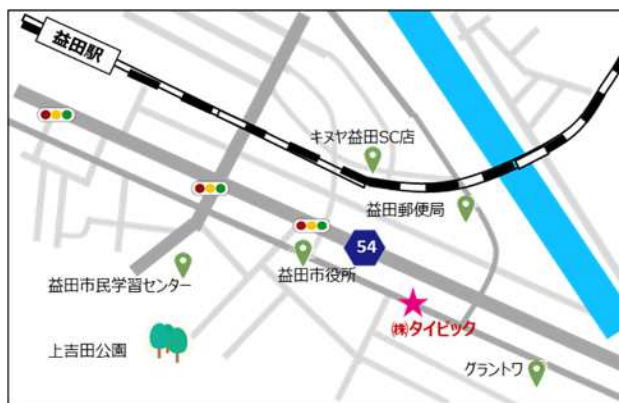 益田駅
キヌヤ益田SC店
益田郵便局
54
益田市役所
益田市民学習センター
㈱タイピック
上吉田公園
グラントワ